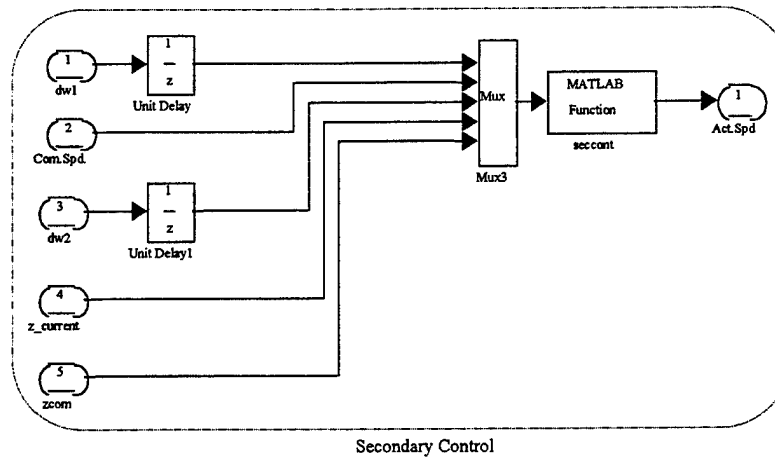 1
dw1
1
z
Unit Delay
2
Com.Spd.
3
dw2
1
z
Unit Delay1
4
z_current
5
zcom
Mux
Mux3
MATLAB
Function
seccont
1
Act.Spd
Secondary Control